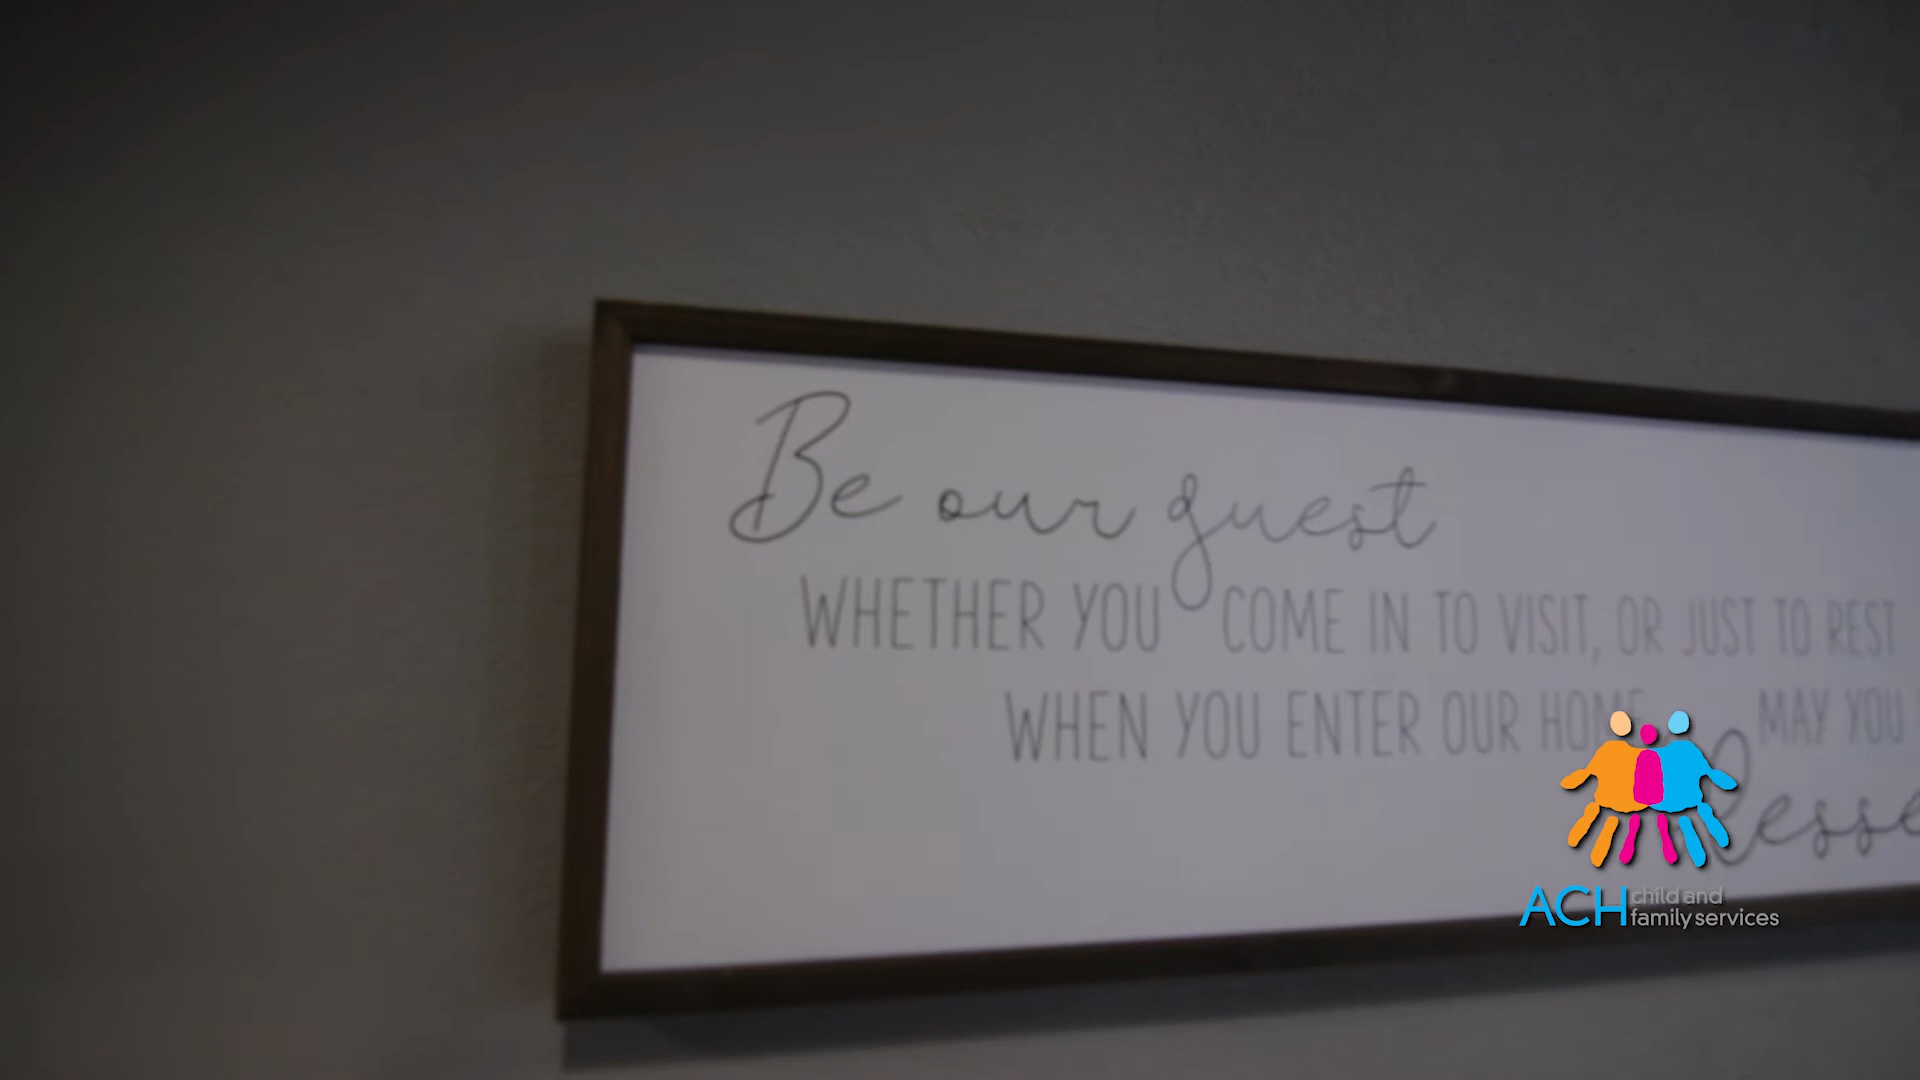 Be our guest
WHETHER YOU COME IN TO VISIT, OR JUST TO REST
WHEN YOU ENTER OUR HOME MAY YOU
ACH child and
family services